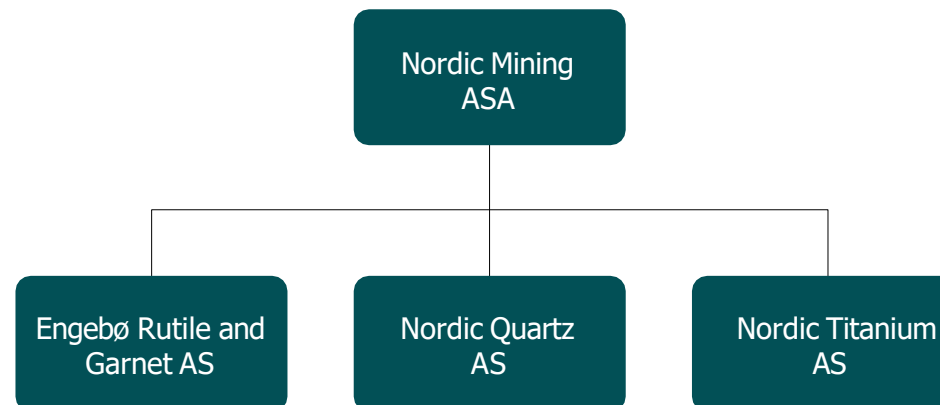 Nordic Mining
ASA
Engebø Rutile and
Garnet AS
Nordic Quartz
AS
Nordic Titanium
AS